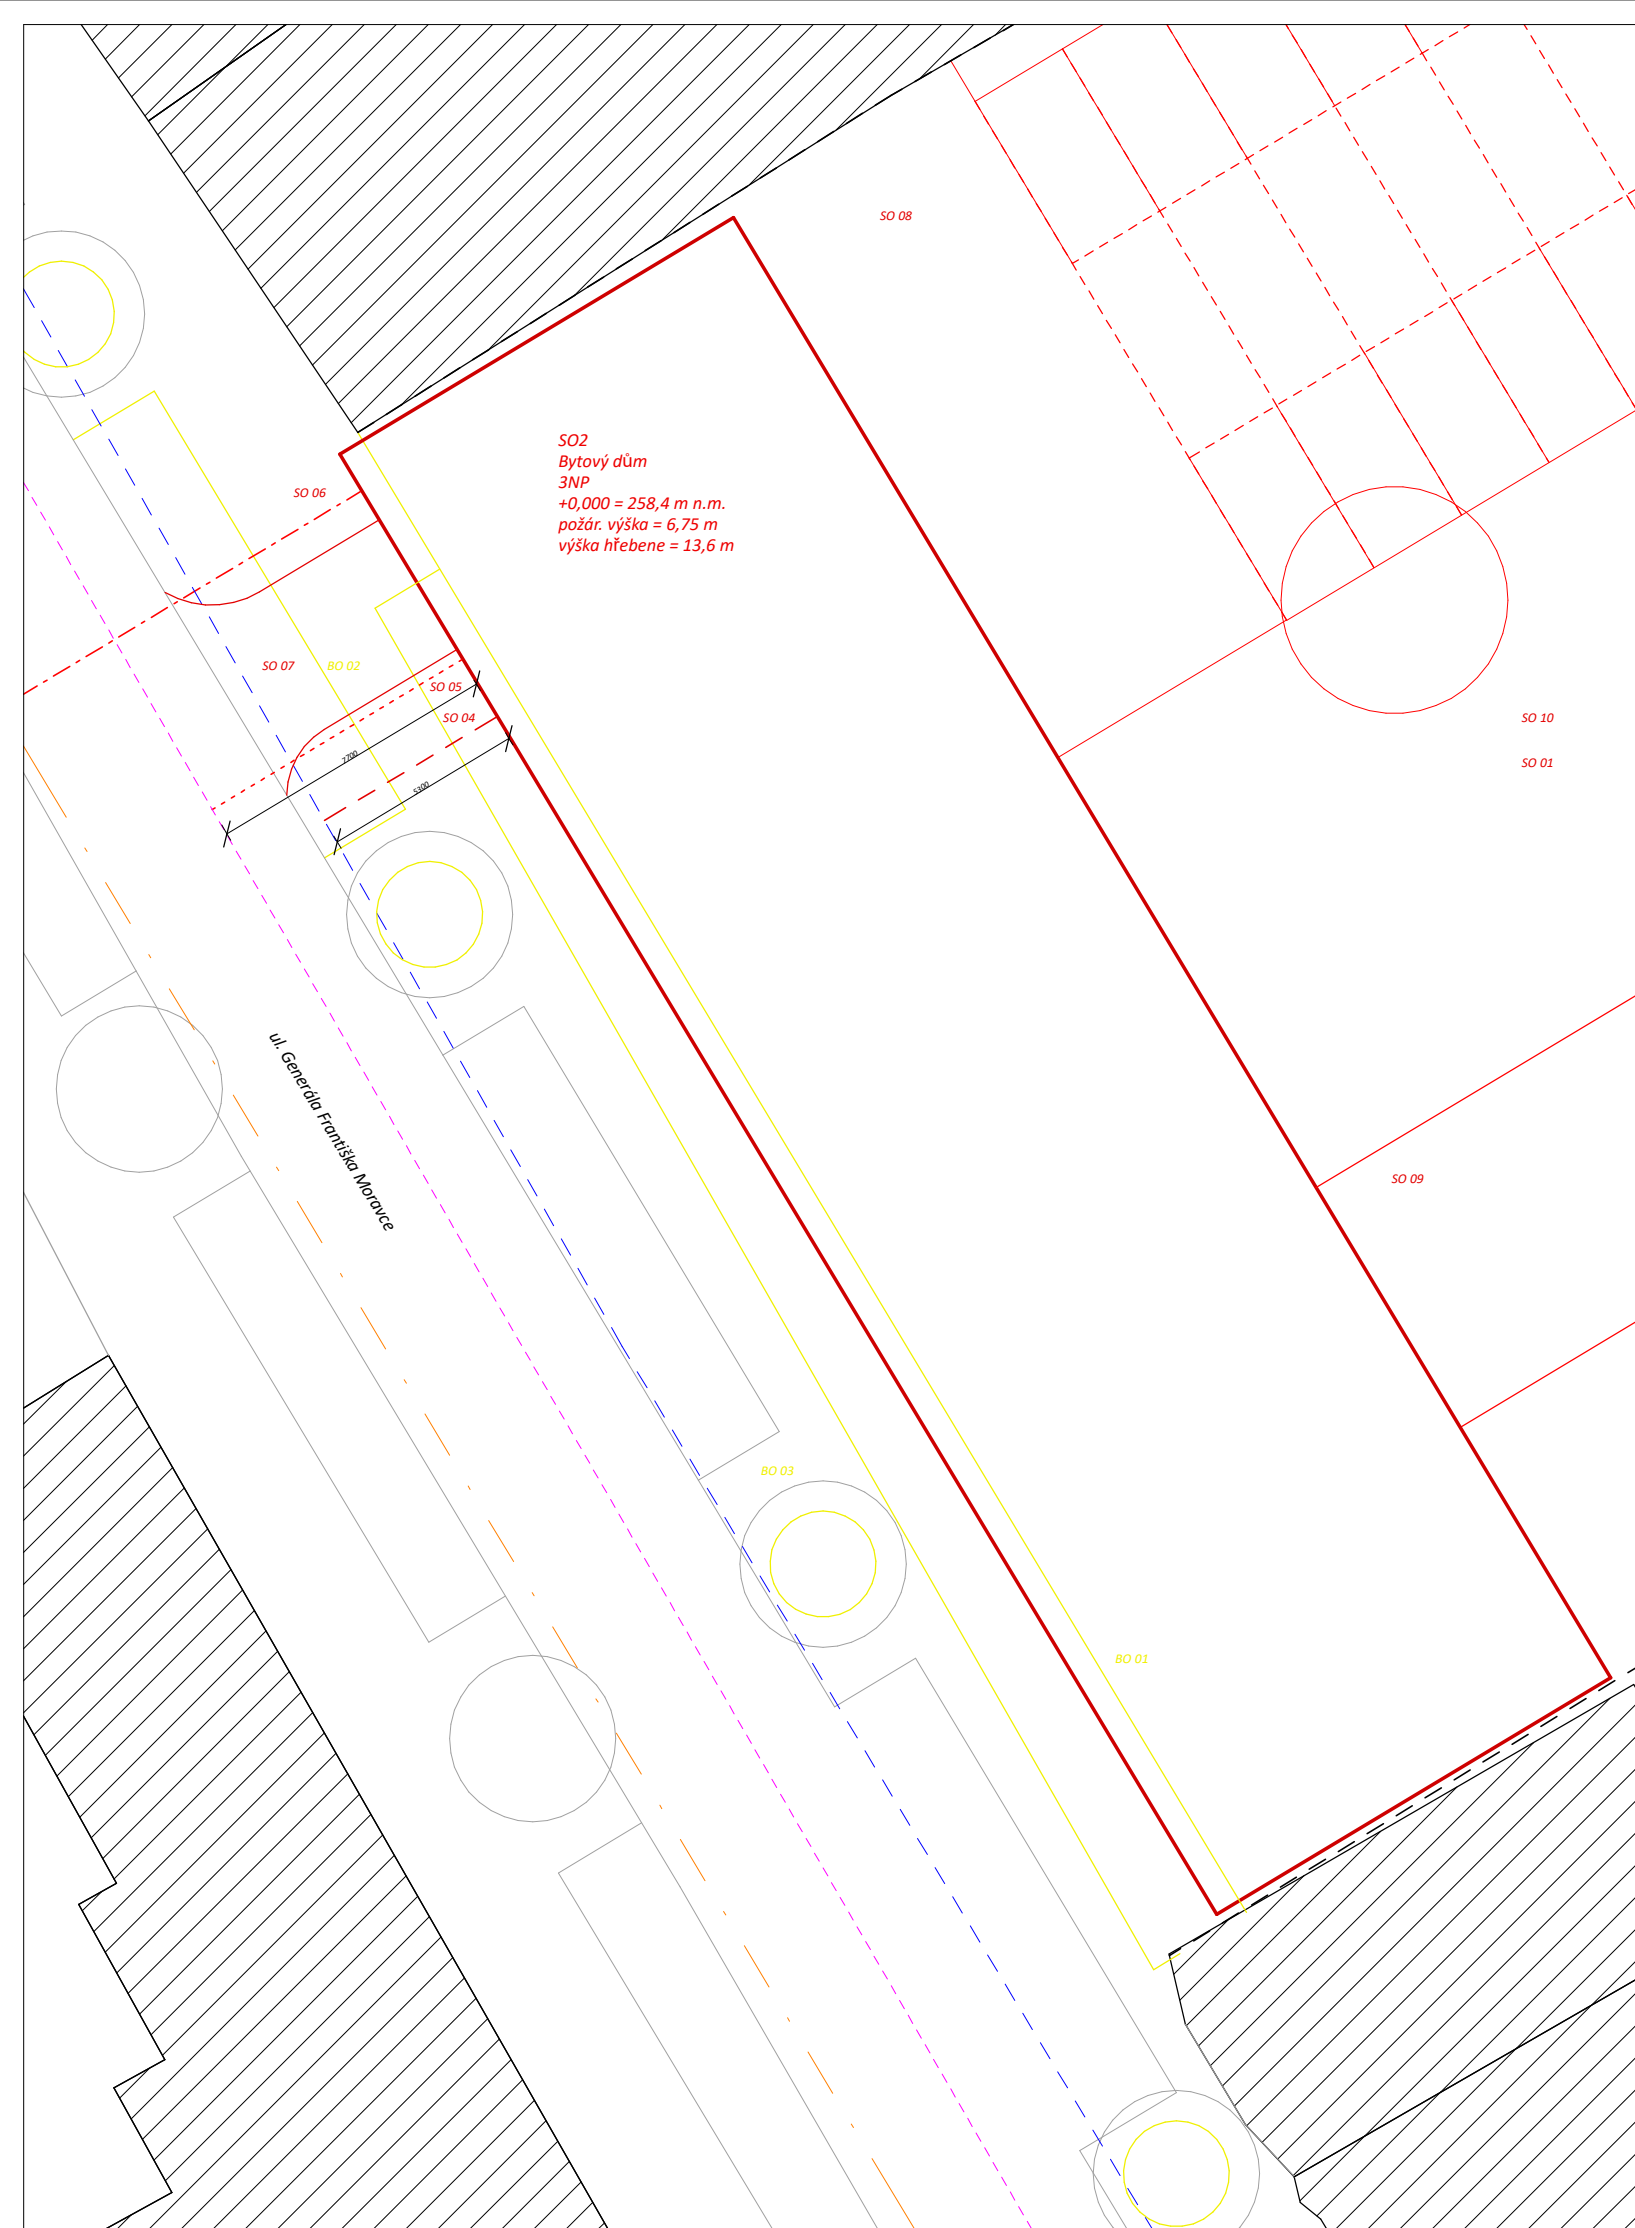 SO 08
SO2
Bytový dům
3NP
+0,000 = 258,4 m n.m.
požár. výška = 6,75 m
výška hřebene = 13,6 m
SO 06
SO 07
BO 02
SO 05
SO 04
7700
5300
SO 10
SO 01
ul. Generála Františka Moravce
SO 09
BO 03
BO 01